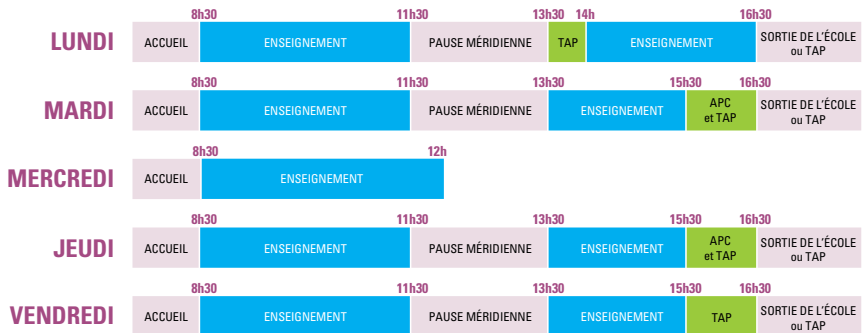 8h30 11h30 13h30 14h 16h30
LUNDI ACCUEIL ENSEIGNEMENT PAUSE MÉRIDIENNE TAP ENSEIGNEMENT SORTIE DE L'ÉCOLE
ou TAP
8h30 11h30 13h30 15h30 16h30
MARDI ACCUEIL ENSEIGNEMENT PAUSE MÉRIDIENNE ENSEIGNEMENT APC SORTIE DE L'ÉCOLE
et TAP ou TAP
8h30 12h
MERCREDI ACCUEIL ENSEIGNEMENT
8h30 11h30 13h30 15h30 16h30
JEUDI ACCUEIL ENSEIGNEMENT PAUSE MÉRIDIENNE ENSEIGNEMENT APC SORTIE DE L'ÉCOLE
et TAP ou TAP
8h30 11h30 13h30 15h30 16h30
VENDREDI ACCUEIL ENSEIGNEMENT PAUSE MÉRIDIENNE ENSEIGNEMENT TAP SORTIE DE L'ÉCOLE
ou TAP